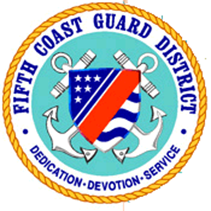 • FIFTH COAST GUARD DISTRICT •
DEDICATION-DEVOTION-SERVICE